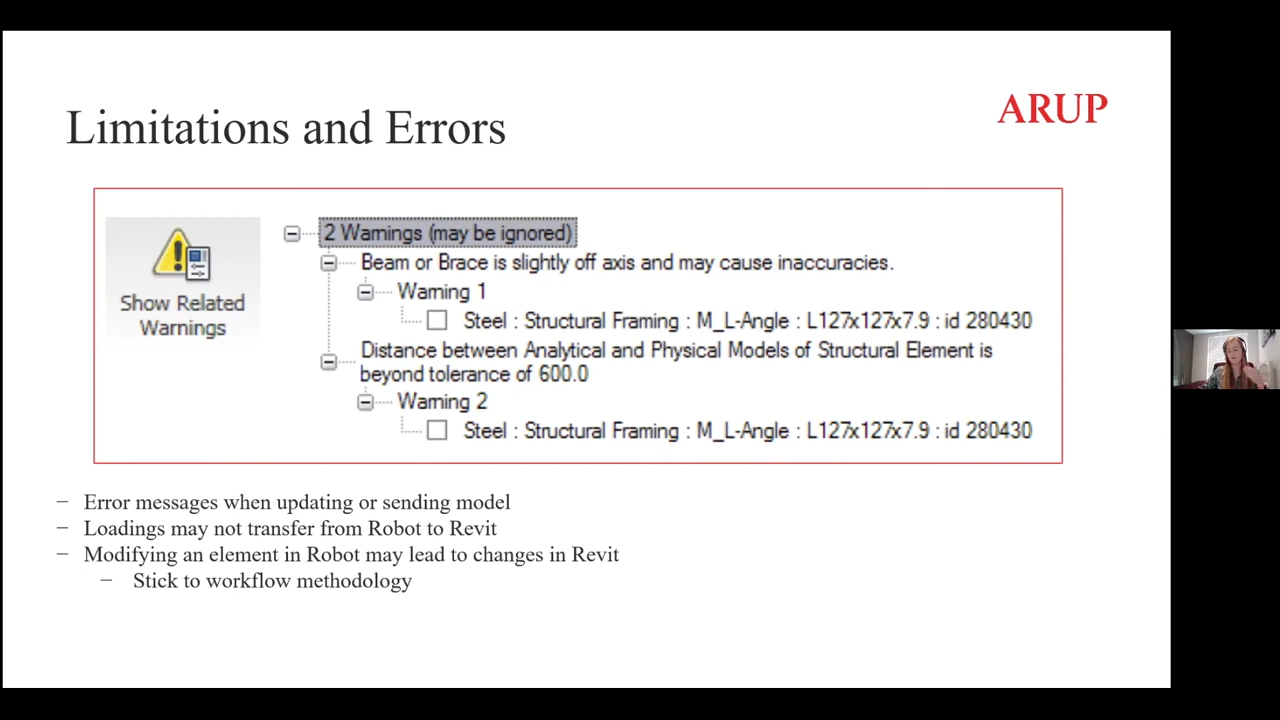 Limitations and Errors
ARUP
Show Related
Warnings
2 Warnings (may be ignored)
Beam or Brace is slightly off axis and may cause inaccuracies.
Warning 1
Steel : Structural Framing : M_L-Angle : L127x127x7.9 : id 280430
Distance between Analytical and Physical Models of Structural Element is
beyond tolerance of 600.0
Warning 2
Steel : Structural Framing : M_L-Angle : L127x127x7.9 : id 280430
– Error messages when updating or sending model
– Loadings may not transfer from Robot to Revit
– Modifying an element in Robot may lead to changes in Revit
– Stick to workflow methodology